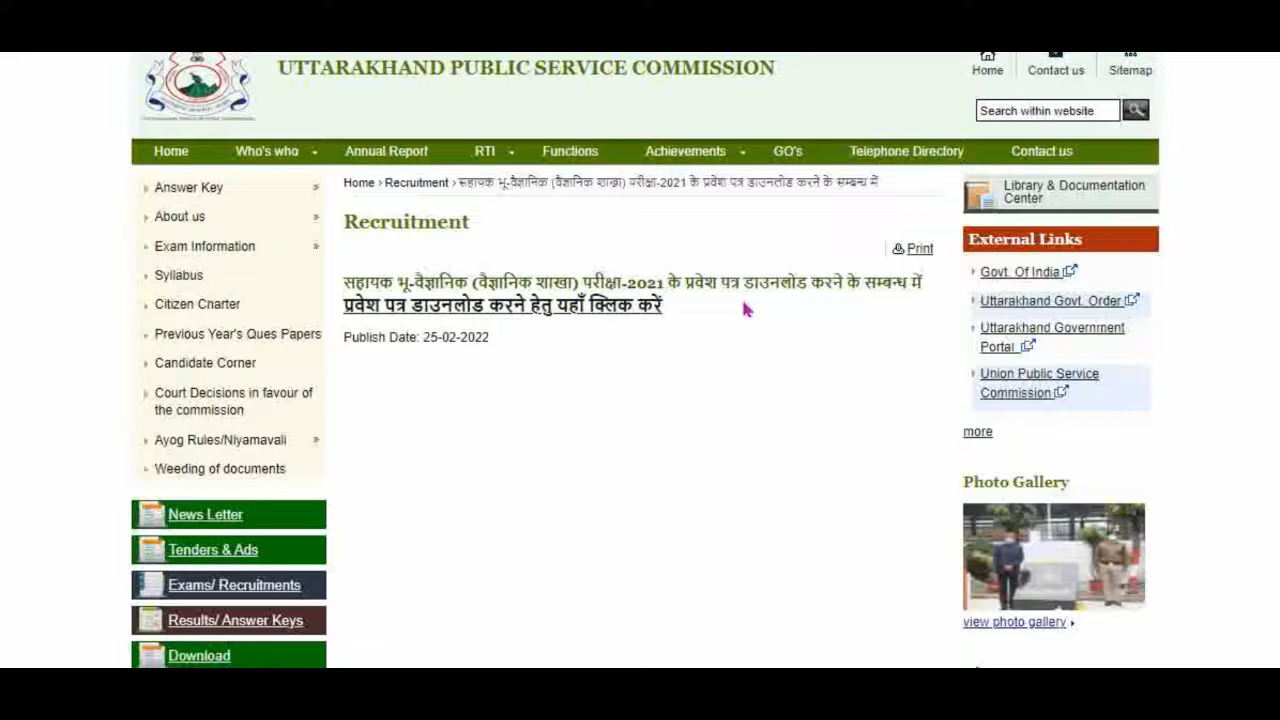 UTTARAKHAND PUBLIC SERVICE COMMISSION
Home
Contact us
Sitemap
Search within website
Home
Who's who
Annual Report
RTI
Functions
Achievements
GO's
Telephone Directory
Contact us
Answer Key
About us
Exam Information
Syllabus
Citizen Charter
Previous Year's Ques Papers
Candidate Corner
Court Decisions in favour of
the commission
Ayog Rules/Niyamavali
Weeding of documents
News Letter
Tenders & Ads
Exams/ Recruitments
Results/ Answer Keys
Download
Home › Recruitment › सहायक भू-वैज्ञानिक (वैज्ञानिक शाखा) परीक्षा-2021 के प्रवेश पत्र डाउनलोड करने के सम्बन्ध में
Recruitment
Print
सहायक भू-वैज्ञानिक (वैज्ञानिक शाखा) परीक्षा-2021 के प्रवेश पत्र डाउनलोड करने के सम्बन्ध में
प्रवेश पत्र डाउनलोड करने हेतु यहाँ क्लिक करें
Publish Date: 25-02-2022
Library & Documentation
Center
External Links
Govt. Of India
Uttarakhand Govt. Order
Uttarakhand Government
Portal
Union Public Service
Commission
more
Photo Gallery
view photo gallery